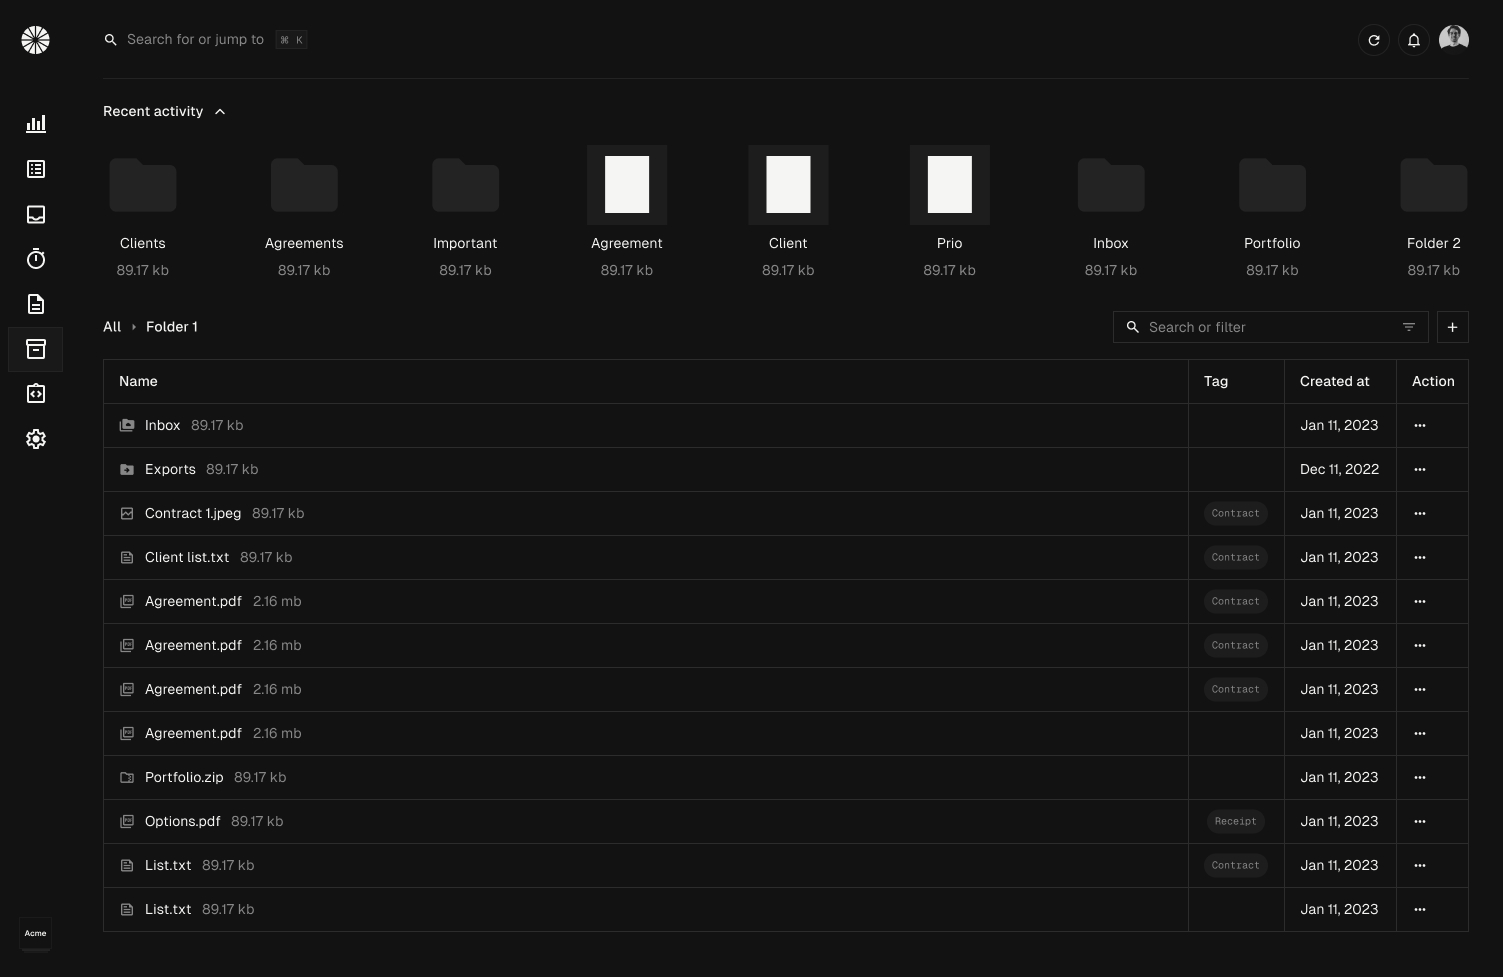 Search for or jump to ⌘ K
Recent activity
Clients Agreements Important Agreement Client Prio Inbox Portfolio Folder 2
89.17 kb 89.17 kb 89.17 kb 89.17 kb 89.17 kb 89.17 kb 89.17 kb 89.17 kb 89.17 kb
All Folder 1 Search or filter +
Name Tag Created at Action
Inbox 89.17 kb Jan 11, 2023
Exports 89.17 kb Dec 11, 2022
Contract 1.jpeg 89.17 kb Contract Jan 11, 2023
Client list.txt 89.17 kb Contract Jan 11, 2023
Agreement.pdf 2.16 mb Contract Jan 11, 2023
Agreement.pdf 2.16 mb Contract Jan 11, 2023
Agreement.pdf 2.16 mb Contract Jan 11, 2023
Agreement.pdf 2.16 mb Jan 11, 2023
Portfolio.zip 89.17 kb Jan 11, 2023
Options.pdf 89.17 kb Receipt Jan 11, 2023
List.txt 89.17 kb Contract Jan 11, 2023
List.txt 89.17 kb Jan 11, 2023
Acme